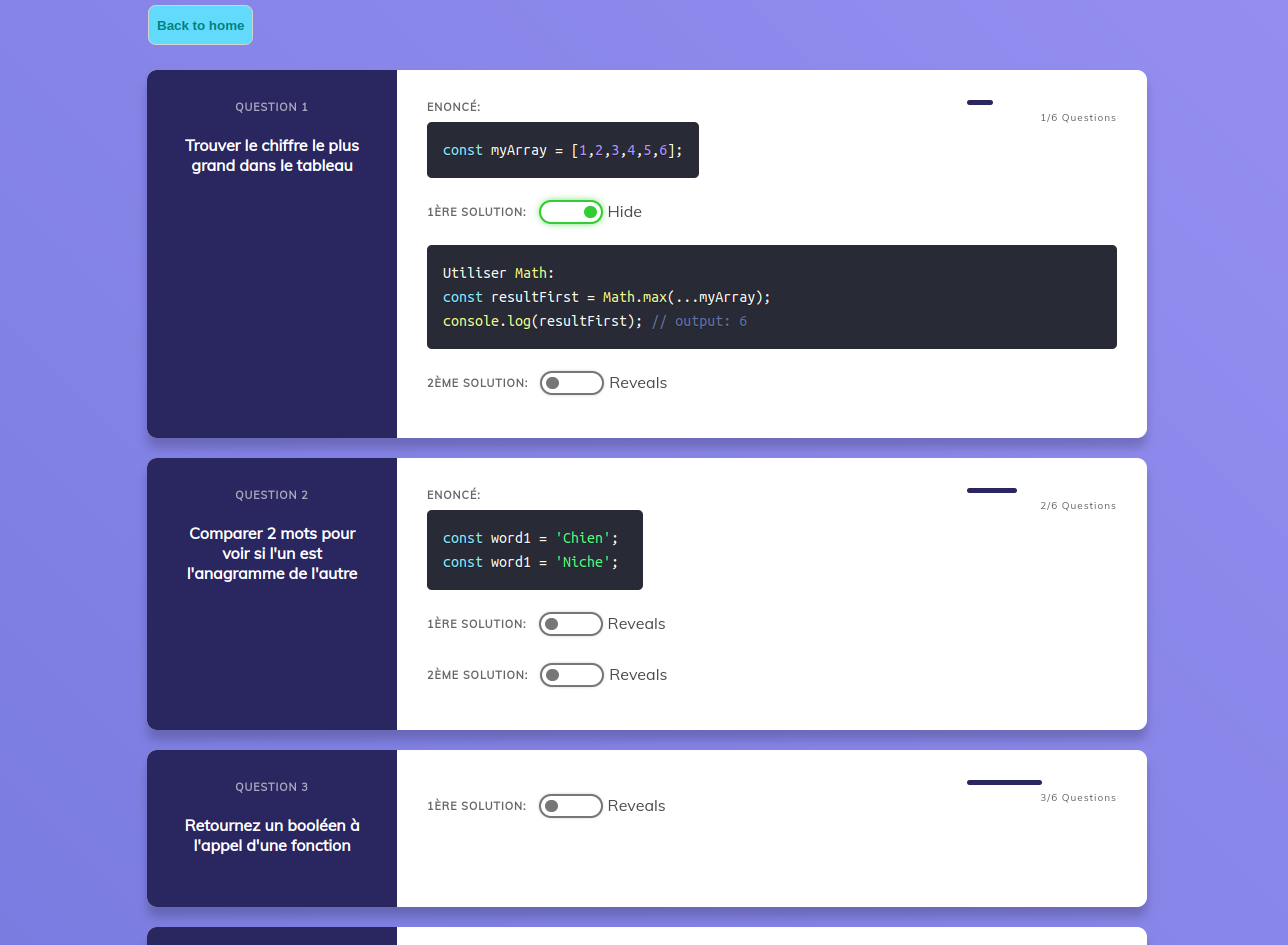 Back to home
QUESTION 1
Trouver le chiffre le plus
grand dans le tableau
ENONCÉ:
1/6 Questions
const myArray = [1,2,3,4,5,6];
1ÈRE SOLUTION: Hide
Utiliser Math:
const resultFirst = Math.max(...myArray);
console.log(resultFirst); // output: 6
2ÈME SOLUTION: Reveals
QUESTION 2
Comparer 2 mots pour
voir si l'un est
l'anagramme de l'autre
ENONCÉ:
2/6 Questions
const word1 = 'Chien';
const word1 = 'Niche';
1ÈRE SOLUTION: Reveals
2ÈME SOLUTION: Reveals
QUESTION 3
Retournez un booléen à
l'appel d'une fonction
3/6 Questions
1ÈRE SOLUTION: Reveals